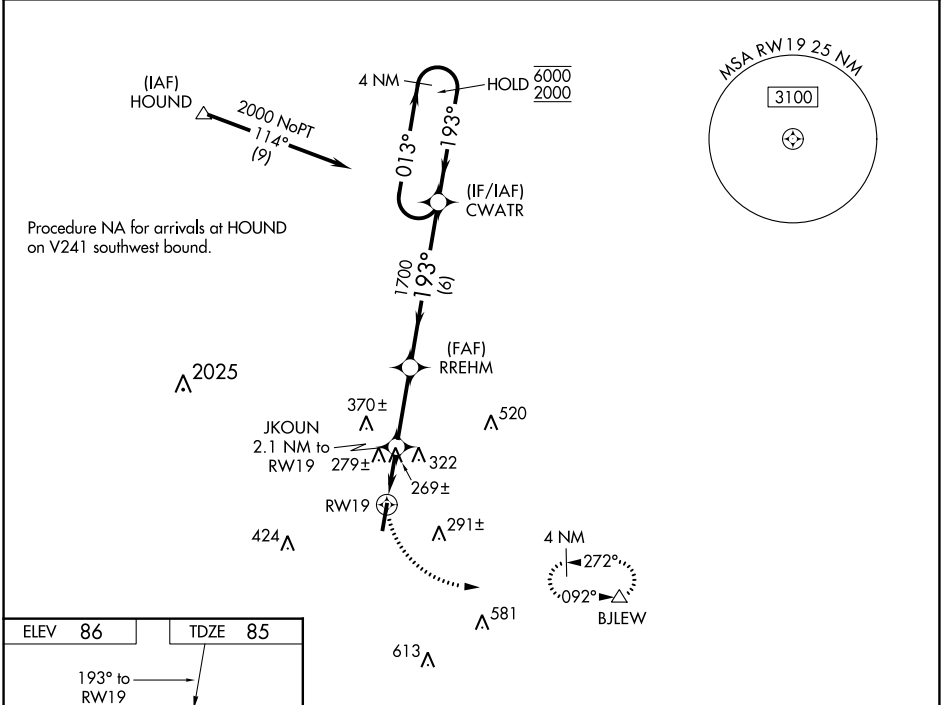 (IAF)
HOUND
2000 NoPT
114°
(9)
4 NM
HOLD 6000
2000
013°
193°
(IF/IAF)
CWATR
MSA RW19 25 NM
3100
Procedure NA for arrivals at HOUND
on V241 southwest bound.
1700
193°
(6)
(FAF)
RREHM
2025
370±
520
JKOUN
2.1 NM to
RW19
279±
322
269±
RW19
291±
424
4 NM
272°
092°
BJLEW
581
613
ELEV 86
TDZE 85
193° to
RW19